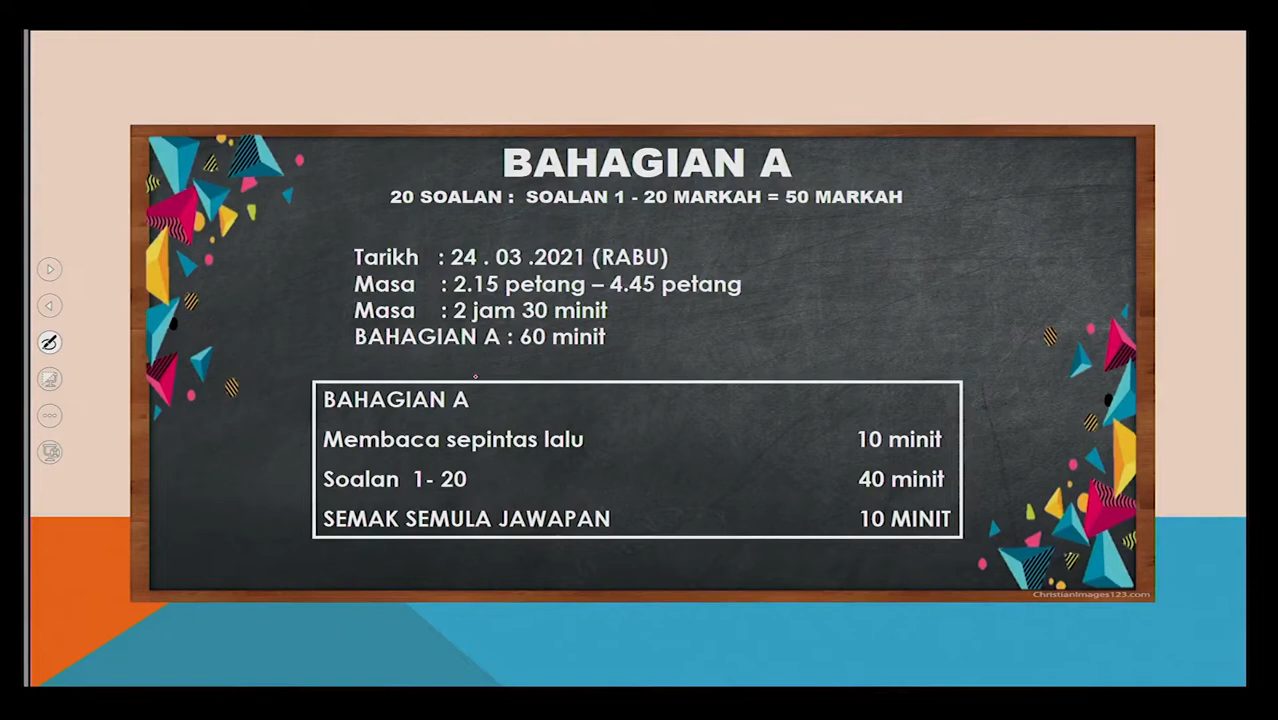 BAHAGIAN A
20 SOALAN : SOALAN 1 - 20 MARKAH = 50 MARKAH
Tarikh : 24 . 03 .2021 (RABU)
Masa : 2.15 petang – 4.45 petang
Masa : 2 jam 30 minit
BAHAGIAN A : 60 minit
BAHAGIAN A
Membaca sepintas lalu 10 minit
Soalan 1- 20 40 minit
SEMAK SEMULA JAWAPAN 10 MINIT
ChristianImages123.com